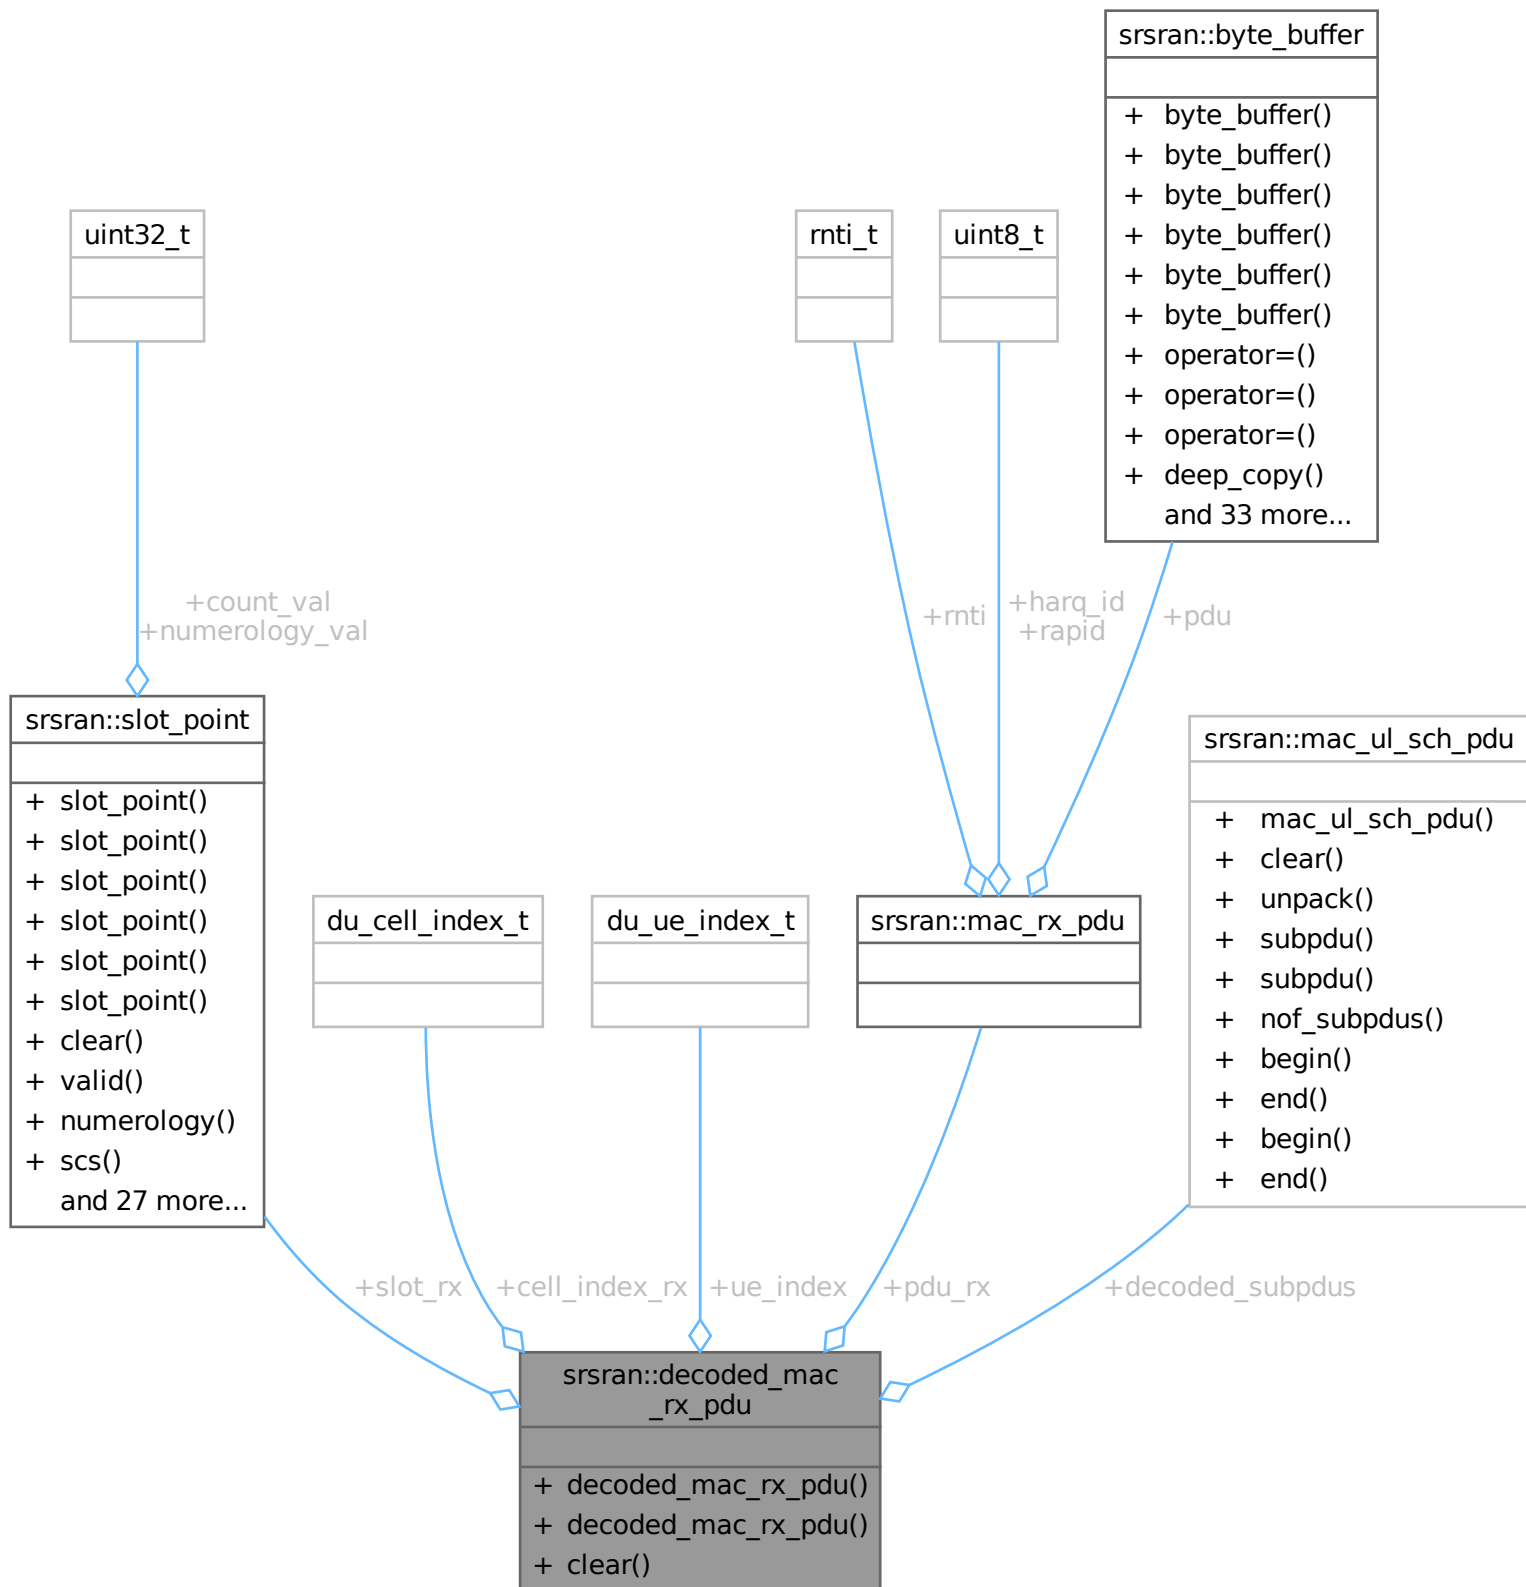 srsran::byte_buffer
+ byte_buffer()
+ byte_buffer()
+ byte_buffer()
+ byte_buffer()
+ byte_buffer()
+ byte_buffer()
+ operator=()
+ operator=()
+ operator=()
+ deep_copy()
and 33 more...
uint32_t
rnti_t
uint8_t
+count_val
+numerology_val
+rnti
+harq_id
+rapid
+pdu
srsran::slot_point
+ slot_point()
+ slot_point()
+ slot_point()
+ slot_point()
+ slot_point()
+ slot_point()
+ clear()
+ valid()
+ numerology()
+ scs()
and 27 more...
du_cell_index_t
du_ue_index_t
srsran::mac_rx_pdu
srsran::mac_ul_sch_pdu
+ mac_ul_sch_pdu()
+ clear()
+ unpack()
+ subpdu()
+ subpdu()
+ nof_subpdus()
+ begin()
+ end()
+ begin()
+ end()
+slot_rx
+cell_index_rx
+ue_index
+pdu_rx
+decoded_subpdus
srsran::decoded_mac
_rx_pdu
+ decoded_mac_rx_pdu()
+ decoded_mac_rx_pdu()
+ clear()